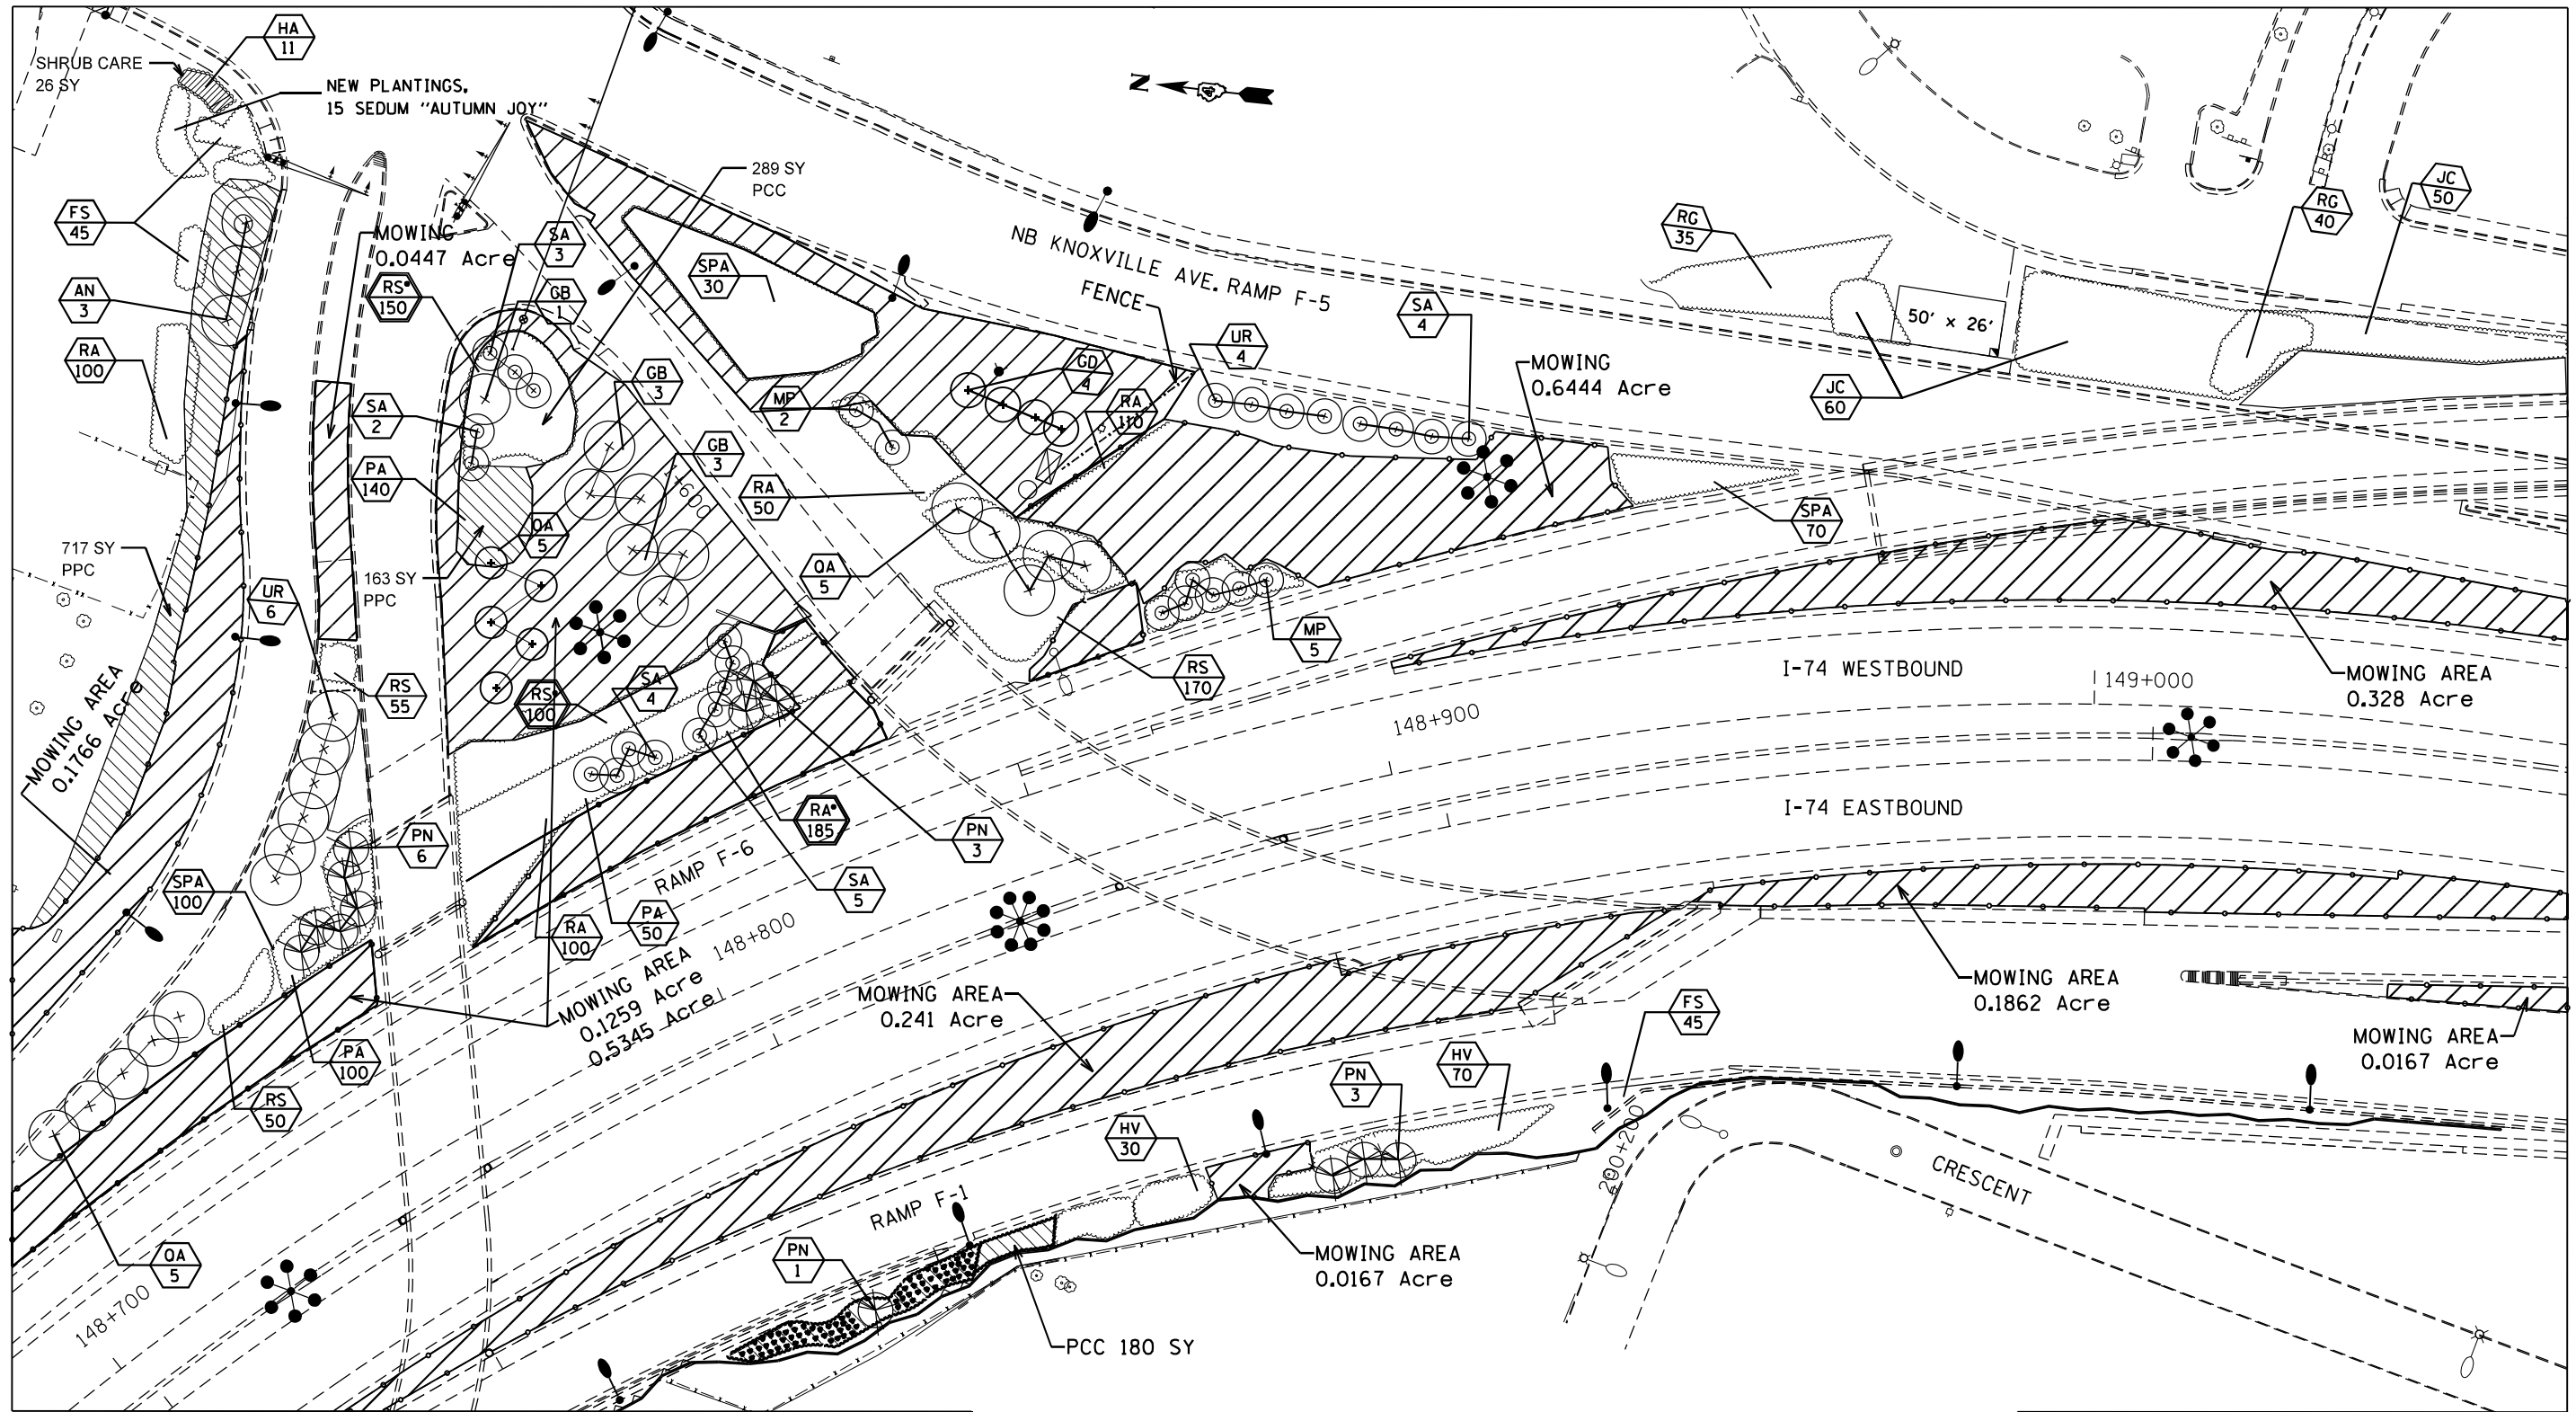 HA
11
SHRUB CARE
26 SY
NEW PLANTINGS,
15 SEDUM "AUTUMN JOY"
N
289 SY
PCC
FS
45
MOWING
0.0447 Acre
SA
3
SPA
30
NB KNOXVILLE AVE. RAMP F-5
FENCE
RG
35
RG
40
JC
50
AN
3
RS*
150
GB
1
SA
4
50' x 26'
RA
100
GB
3
UR
4
GD
4
MOWING
0.6444 Acre
JC
60
SA
2
MP
2
RA
110
GB
3
PA
140
RA
50
SPA
70
OA
5
717 SY
PPC
163 SY
PPC
OA
5
UR
6
MP
5
RS
170
I-74 WESTBOUND
149+000
MOWING AREA
0.328 Acre
MOWING AREA
0.1766 Acre
RS
55
RS*
100
SA
4
148+900
I-74 EASTBOUND
RA*
185
PN
3
PN
6
RAMP F-6
SPA
100
SA
5
RA
100
PA
50
148+800
MOWING AREA
0.1259 Acre
0.5345 Acre
MOWING AREA
0.241 Acre
MOWING AREA
0.1862 Acre
FS
45
MOWING AREA
0.0167 Acre
PA
100
RS
50
PN
3
HV
70
HV
30
200+200
CRESCENT
RAMP F-1
OA
5
PN
1
MOWING AREA
0.0167 Acre
148+700
PCC 180 SY